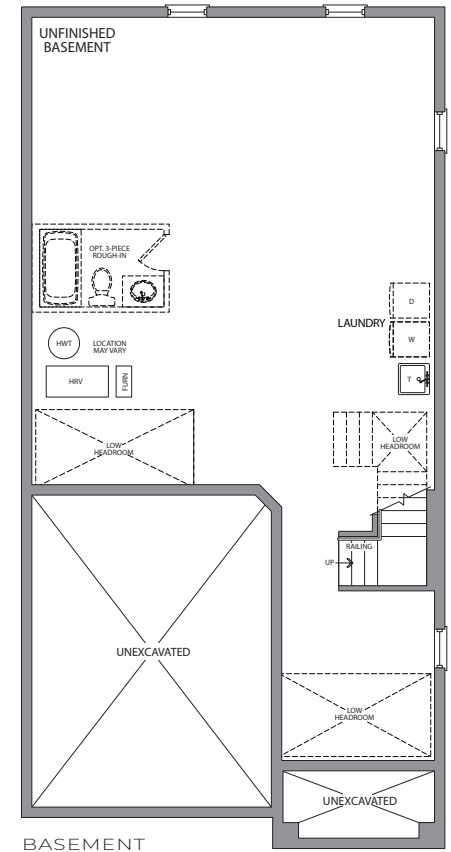 UNFINISHED
BASEMENT
OPT. 3-PIECE
ROUGH-IN
D
LAUNDRY
W
HWT
LOCATION
MAY VARY
T
HRV
FURN
LOW
HEADROOM
LOW
HEADROOM
RAILING
UP
UNEXCAVATED
LOW
HEADROOM
UNEXCAVATED
BASEMENT